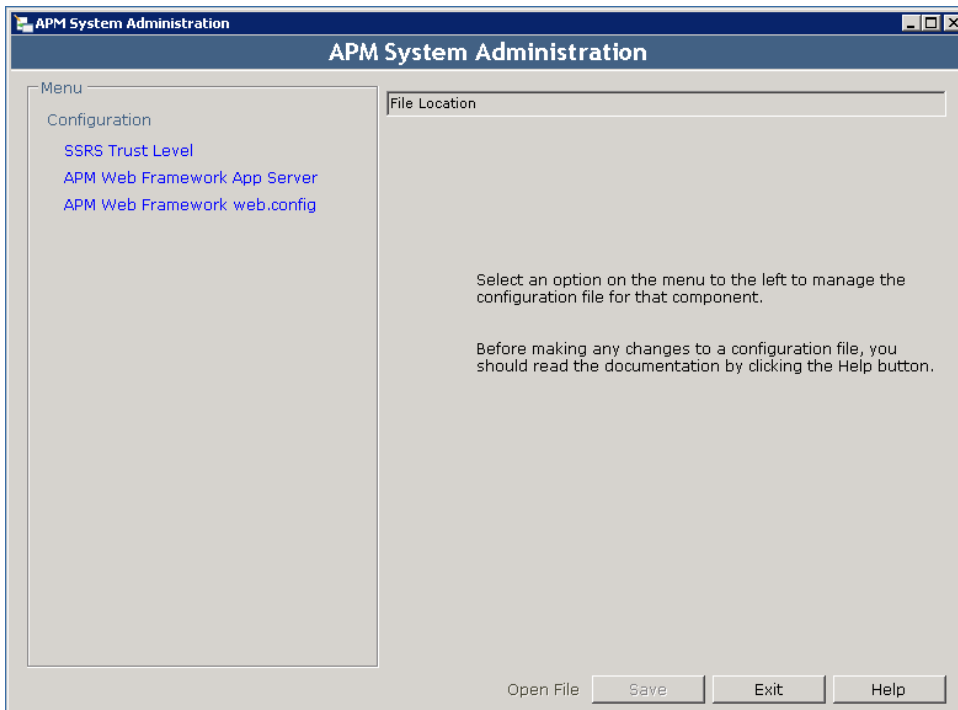 APM System Administration
APM System Administration
Menu
Configuration
SSRS Trust Level
APM Web Framework App Server
APM Web Framework web.config
File Location
Select an option on the menu to the left to manage the
configuration file for that component.
Before making any changes to a configuration file, you
should read the documentation by clicking the Help button.
Open File
Save
Exit
Help